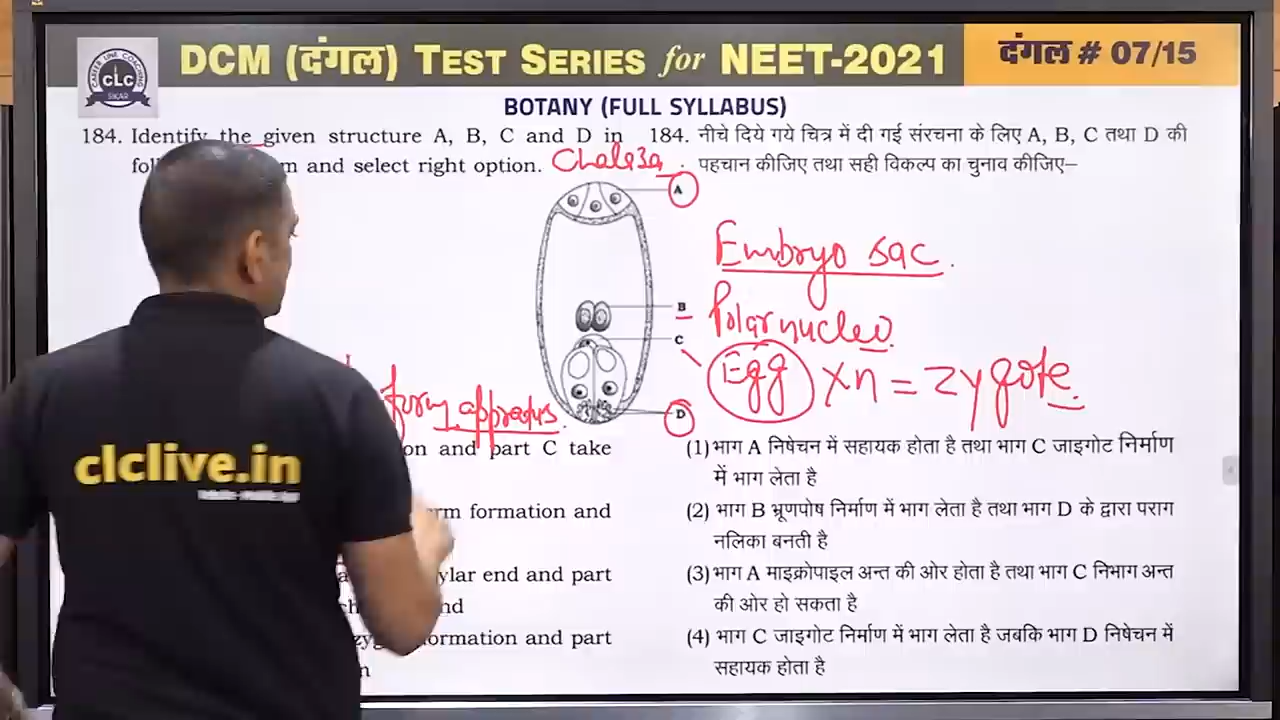 DCM (दंगल) TEST SERIES for NEET-2021
दंगल # 07/15
CLC
SIKAR
BOTANY (FULL SYLLABUS)
184. Identify the given structure A, B, C and D in
and select right option.
Chalaza
A
B
C
D
form apparatus.
on and part C take
formation and
ylar end and part
nd
formation and part
184. नीचे दिये गये चित्र में दी गई संरचना के लिए A, B, C तथा D की
पहचान कीजिए तथा सही विकल्प का चुनाव कीजिए–
Embryo sac.
Polar nuclei
Egg x n = Zygote
(1) भाग A निषेचन में सहायक होता है तथा भाग C जाइगोट निर्माण
में भाग लेता है
(2) भाग B भ्रूणपोष निर्माण में भाग लेता है तथा भाग D के द्वारा पराग
नलिका बनती है
(3) भाग A माइक्रोपाइल अन्त की ओर होता है तथा भाग C निभाग अन्त
की ओर हो सकता है
(4) भाग C जाइगोट निर्माण में भाग लेता है जबकि भाग D निषेचन में
सहायक होता है
clclive.in